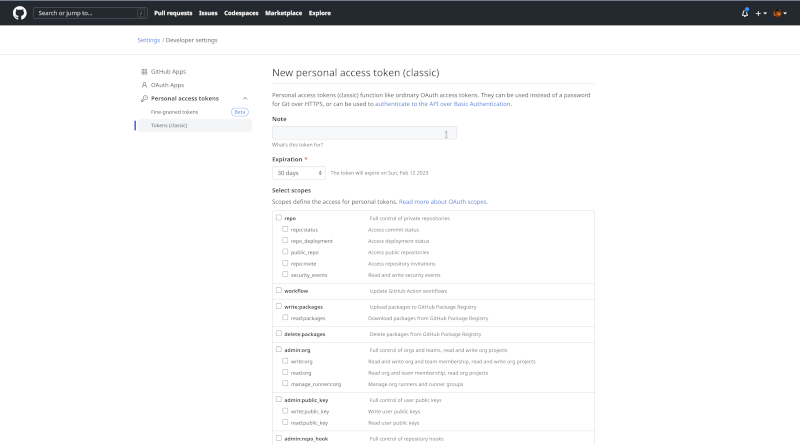 Search or jump to... /
Pull requests Issues Codespaces Marketplace Explore
Settings / Developer settings
GitHub Apps
OAuth Apps
Personal access tokens
Fine-grained tokens Beta
Tokens (classic)
New personal access token (classic)
Personal access tokens (classic) function like ordinary OAuth access tokens. They can be used instead of a password
for Git over HTTPS, or can be used to authenticate to the API over Basic Authentication.
Note
What's this token for?
Expiration *
30 days The token will expire on Sun, Feb 12 2023
Select scopes
Scopes define the access for personal tokens. Read more about OAuth scopes.
repo Full control of private repositories
repo:status Access commit status
repo_deployment Access deployment status
public_repo Access public repositories
repo:invite Access repository invitations
security_events Read and write security events
workflow Update GitHub Action workflows
write:packages Upload packages to GitHub Package Registry
read:packages Download packages from GitHub Package Registry
delete:packages Delete packages from GitHub Package Registry
admin:org Full control of orgs and teams, read and write org projects
write:org Read and write org and team membership, read and write org projects
read:org Read org and team membership, read org projects
manage_runners:org Manage org runners and runner groups
admin:public_key Full control of user public keys
write:public_key Write user public keys
read:public_key Read user public keys
admin:repo_hook Full control of repository hooks